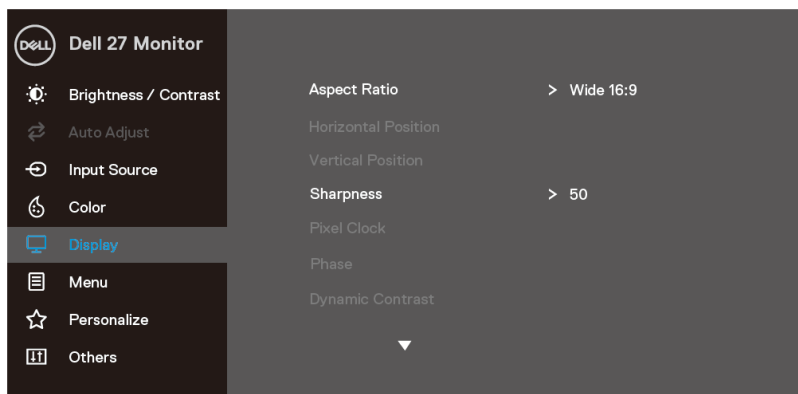 DELL Dell 27 Monitor
Brightness / Contrast
Auto Adjust
Input Source
Color
Display
Menu
Personalize
Others
Aspect Ratio > Wide 16:9
Horizontal Position
Vertical Position
Sharpness > 50
Pixel Clock
Phase
Dynamic Contrast